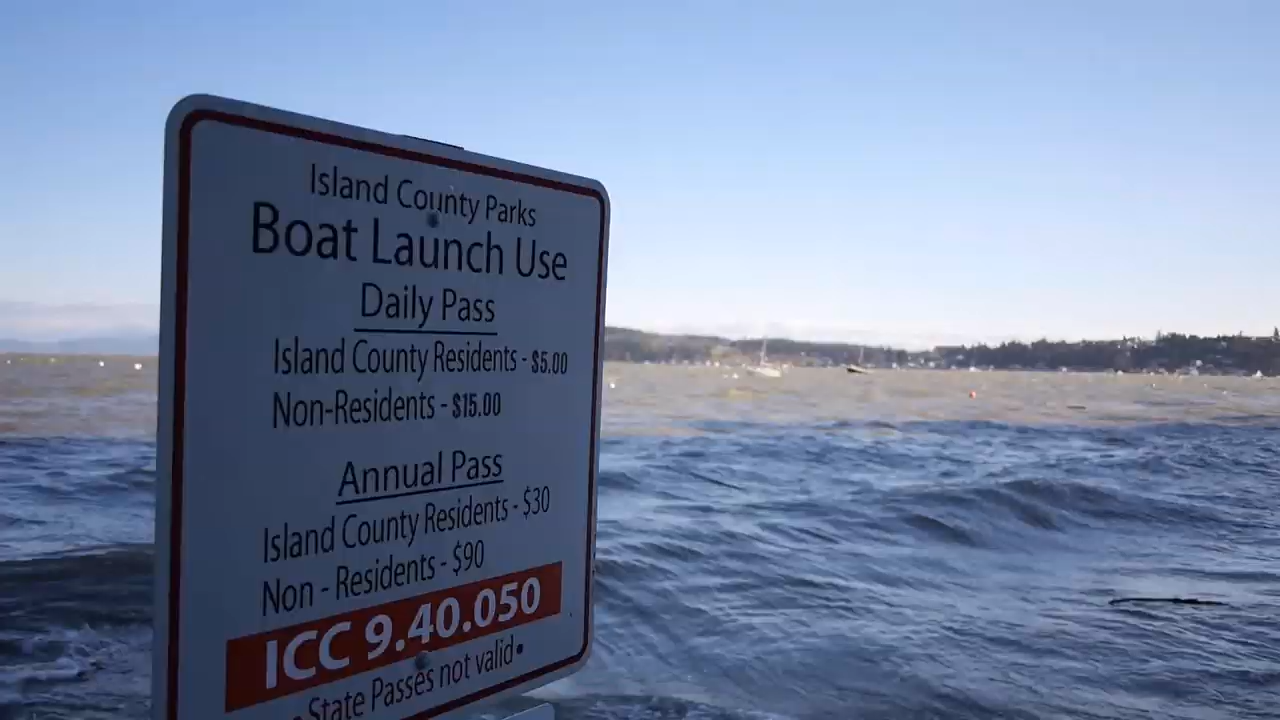 Island County Parks
Boat Launch Use
Daily Pass
Island County Residents - $5.00
Non-Residents - $15.00
Annual Pass
Island County Residents - $30
Non - Residents - $90
ICC 9.40.050
• State Passes not valid •